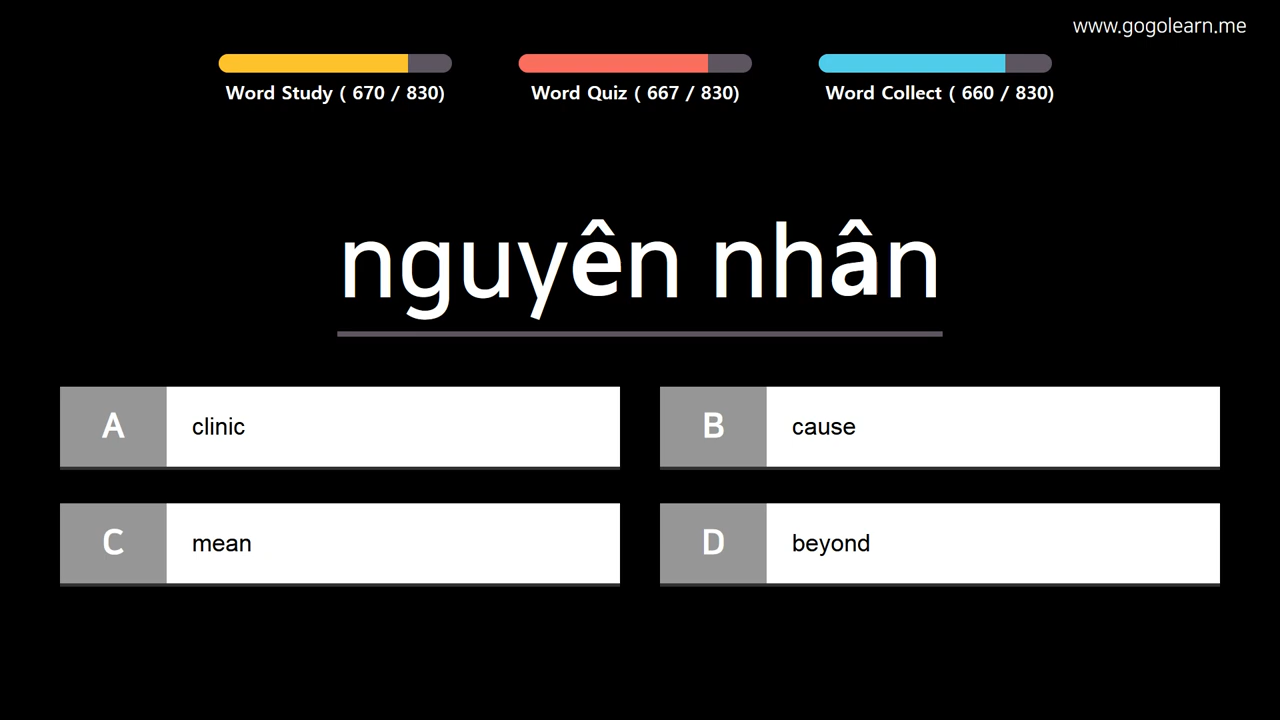 www.gogolearn.me
Word Study ( 670 / 830)
Word Quiz ( 667 / 830)
Word Collect ( 660 / 830)
nguyên nhân
A clinic
B cause
C mean
D beyond